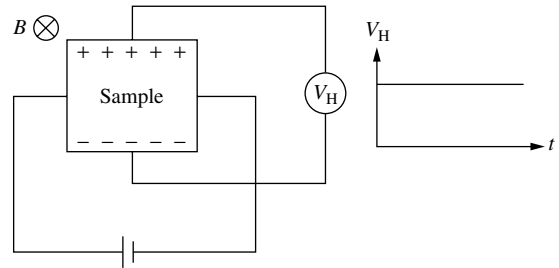 B
+ + + + +
Sample
− − − − −
V_H
V_H
t